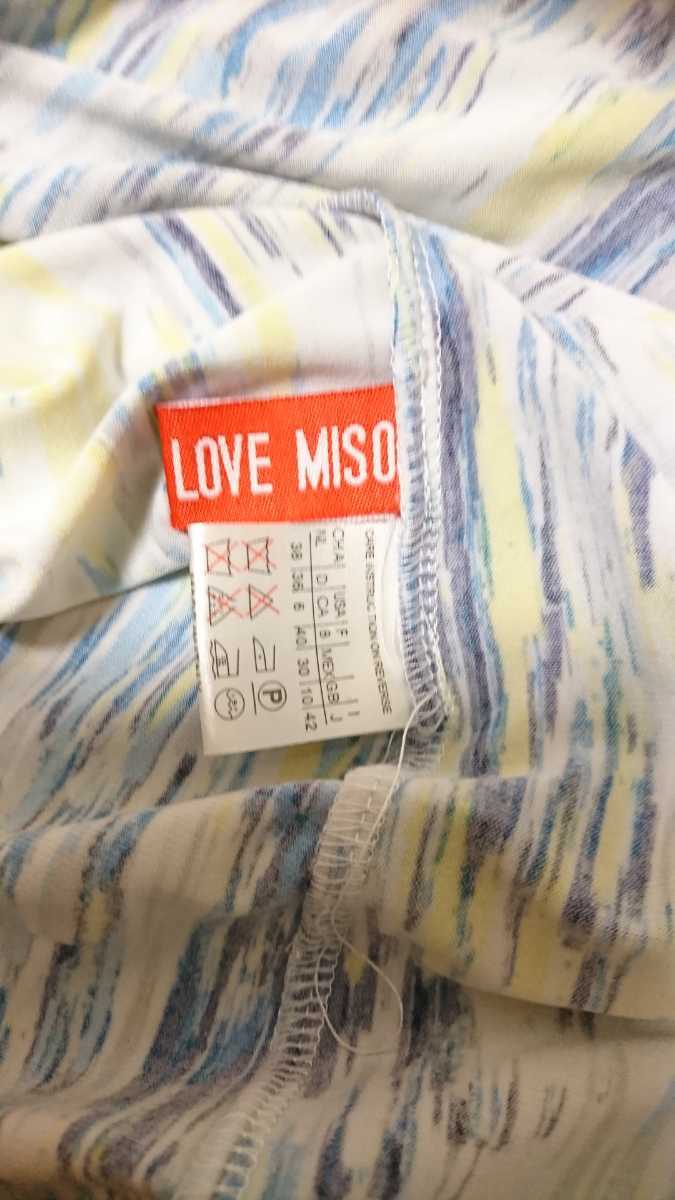 LOVE MISO
CARE INSTRUCTION ON REVERSE
CH.A USA F I
NL D CA B MEX GB J
38 36 6 40 30 10 42
P